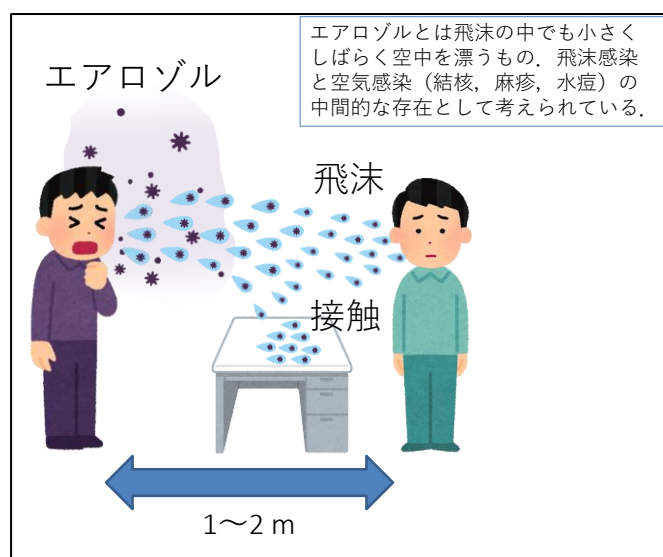 エアロゾルとは飛沫の中でも小さく
しばらく空中を漂うもの．飛沫感染
と空気感染（結核，麻疹，水痘）の
中間的な存在として考えられている．
エアロゾル
飛沫
接触
1～2 m